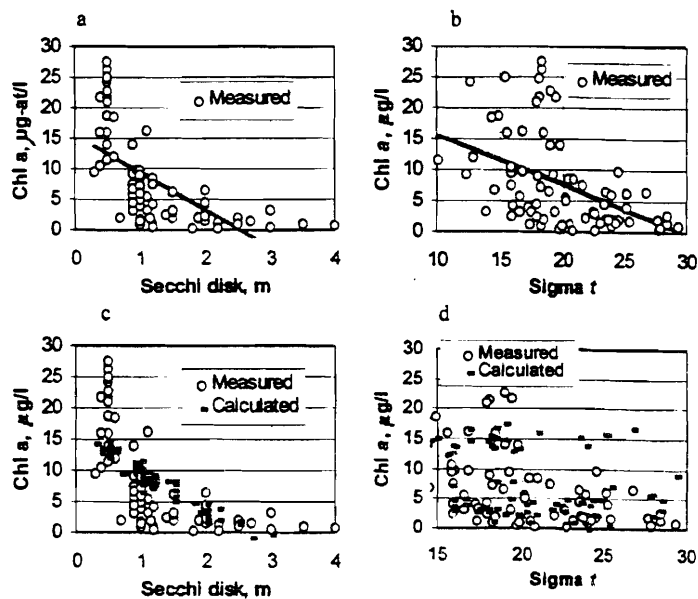 a
Chl a, µg-at/l
30
25
20
15
10
5
0
Measured
0 1 2 3 4
Secchi disk, m
b
Chl a, µg/l
30
25
20
15
10
5
0
Measured
10 15 20 25 30
Sigma t
c
Chl a, µg/l
30
25
20
15
10
5
0
Measured
Calculated
0 1 2 3 4
Secchi disk, m
d
Chl a, µg/l
30
25
20
15
10
5
0
Measured
Calculated
15 20 25 30
Sigma t